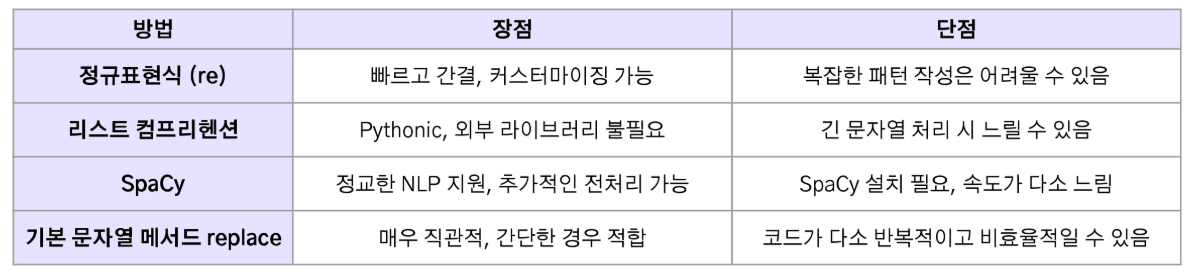 방법 장점 단점
정규표현식 (re) 빠르고 간결, 커스터마이징 가능 복잡한 패턴 작성은 어려울 수 있음
리스트 컴프리헨션 Pythonic, 외부 라이브러리 불필요 긴 문자열 처리 시 느릴 수 있음
SpaCy 정교한 NLP 지원, 추가적인 전처리 가능 SpaCy 설치 필요, 속도가 다소 느림
기본 문자열 메서드 replace 매우 직관적, 간단한 경우 적합 코드가 다소 반복적이고 비효율적일 수 있음